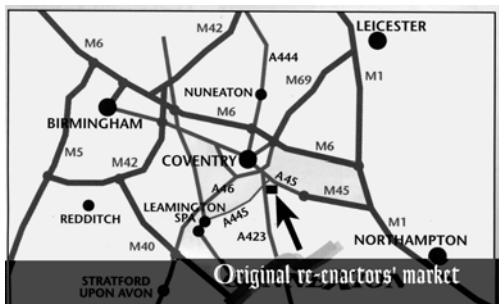 M42
LEICESTER
M6
A444
M69
M1
NUNEATON
M6
BIRMINGHAM
M6
M5
M42
COVENTRY
A46
A45
M45
LEAMINGTON
SPA
A445
REDDITCH
M1
A423
M40
NORTHAMPTON
STRATFORD
UPON AVON
Original re-enactors' market